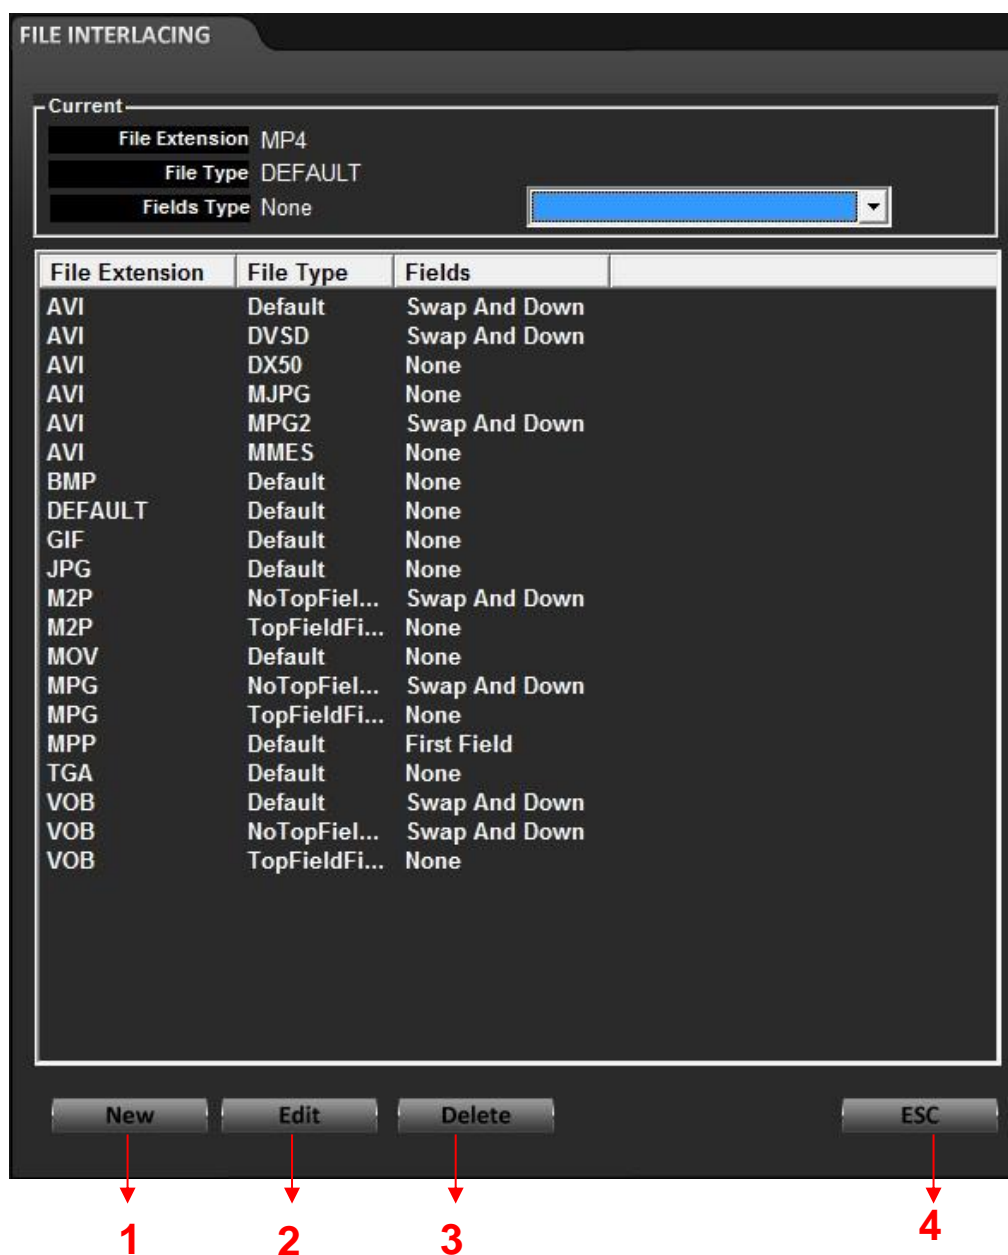 FILE INTERLACING
Current
File Extension MP4
File Type DEFAULT
Fields Type None
File Extension File Type Fields
AVI Default Swap And Down
AVI DVSD Swap And Down
AVI DX50 None
AVI MJPG None
AVI MPG2 Swap And Down
AVI MMES None
BMP Default None
DEFAULT Default None
GIF Default None
JPG Default None
M2P NoTopFiel... Swap And Down
M2P TopFieldFi... None
MOV Default None
MPG NoTopFiel... Swap And Down
MPG TopFieldFi... None
MPP Default First Field
TGA Default None
VOB Default Swap And Down
VOB NoTopFiel... Swap And Down
VOB TopFieldFi... None
New Edit Delete ESC
1 2 3 4